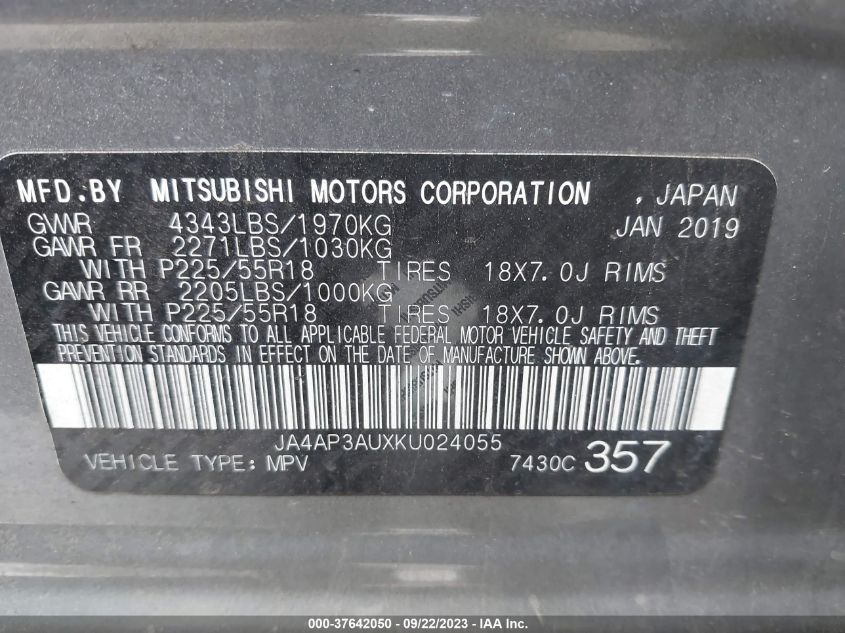 MFD.BY MITSUBISHI MOTORS CORPORATION , JAPAN
GVWR 4343LBS/1970KG JAN 2019
GAWR FR 2271LBS/1030KG
WITH P225/55R18 TIRES 18X7.0J RIMS
GAWR RR 2205LBS/1000KG
WITH P225/55R18 TIRES 18X7.0J RIMS
THIS VEHICLE CONFORMS TO ALL APPLICABLE FEDERAL MOTOR VEHICLE SAFETY AND THEFT
PREVENTION STANDARDS IN EFFECT ON THE DATE OF MANUFACTURE SHOWN ABOVE.
JA4AP3AUXKU024055
VEHICLE TYPE: MPV 7430C 357
000-37642050 - 09/22/2023 - IAA Inc.